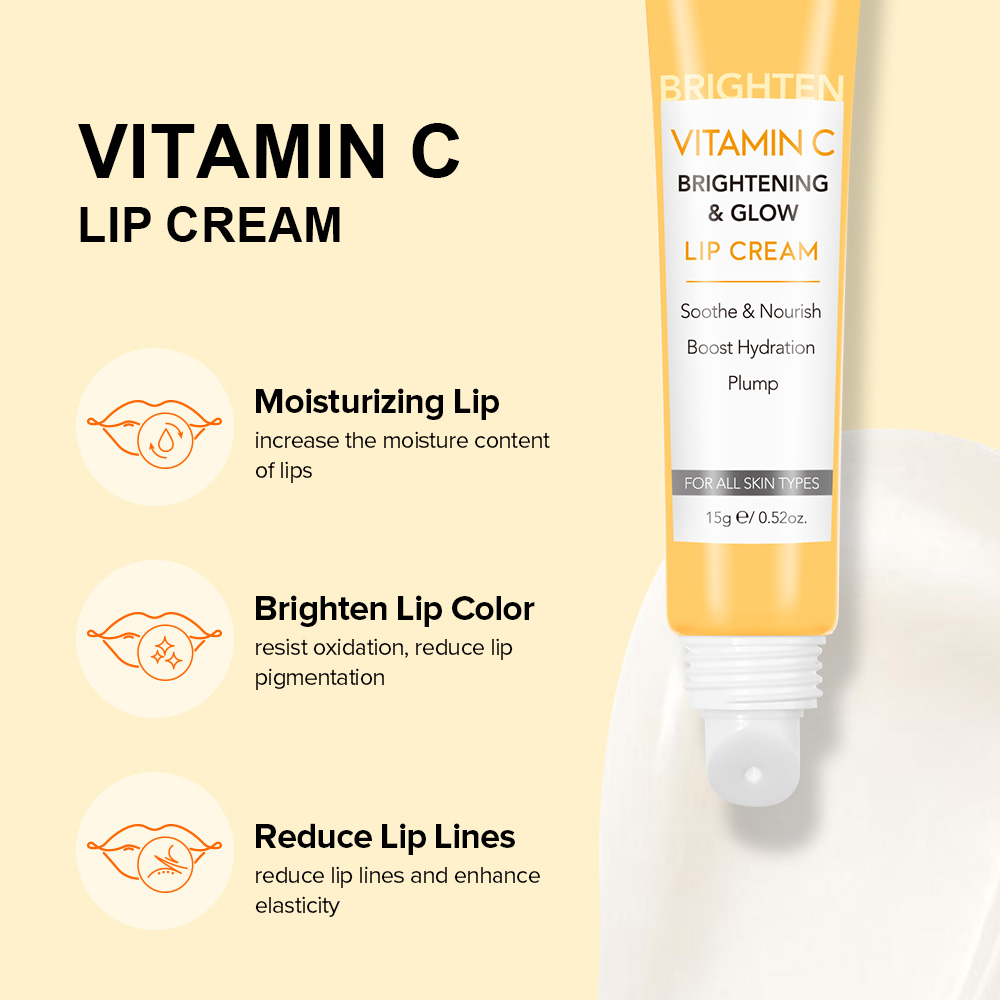 VITAMIN C
LIP CREAM
Moisturizing Lip
increase the moisture content
of lips
Brighten Lip Color
resist oxidation, reduce lip
pigmentation
Reduce Lip Lines
reduce lip lines and enhance
elasticity
BRIGHTEN
VITAMIN C
BRIGHTENING
& GLOW
LIP CREAM
Soothe & Nourish
Boost Hydration
Plump
FOR ALL SKIN TYPES
15g ℮/ 0.52oz.